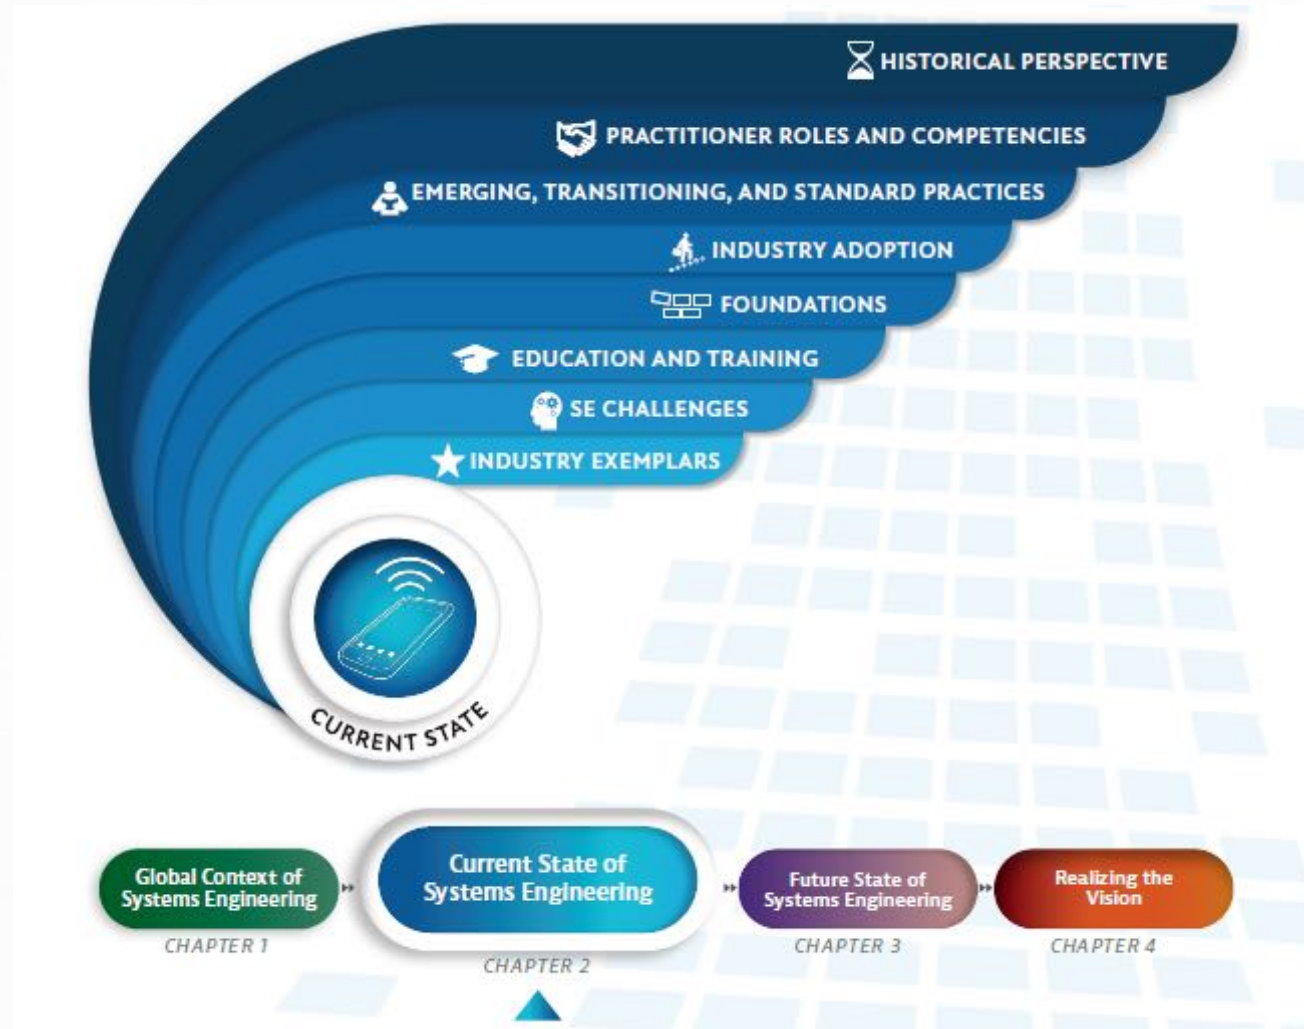 HISTORICAL PERSPECTIVE
PRACTITIONER ROLES AND COMPETENCIES
EMERGING, TRANSITIONING, AND STANDARD PRACTICES
INDUSTRY ADOPTION
FOUNDATIONS
EDUCATION AND TRAINING
SE CHALLENGES
INDUSTRY EXEMPLARS
CURRENT STATE
Global Context of
Systems Engineering
CHAPTER 1
Current State of
Systems Engineering
CHAPTER 2
Future State of
Systems Engineering
CHAPTER 3
Realizing the
Vision
CHAPTER 4